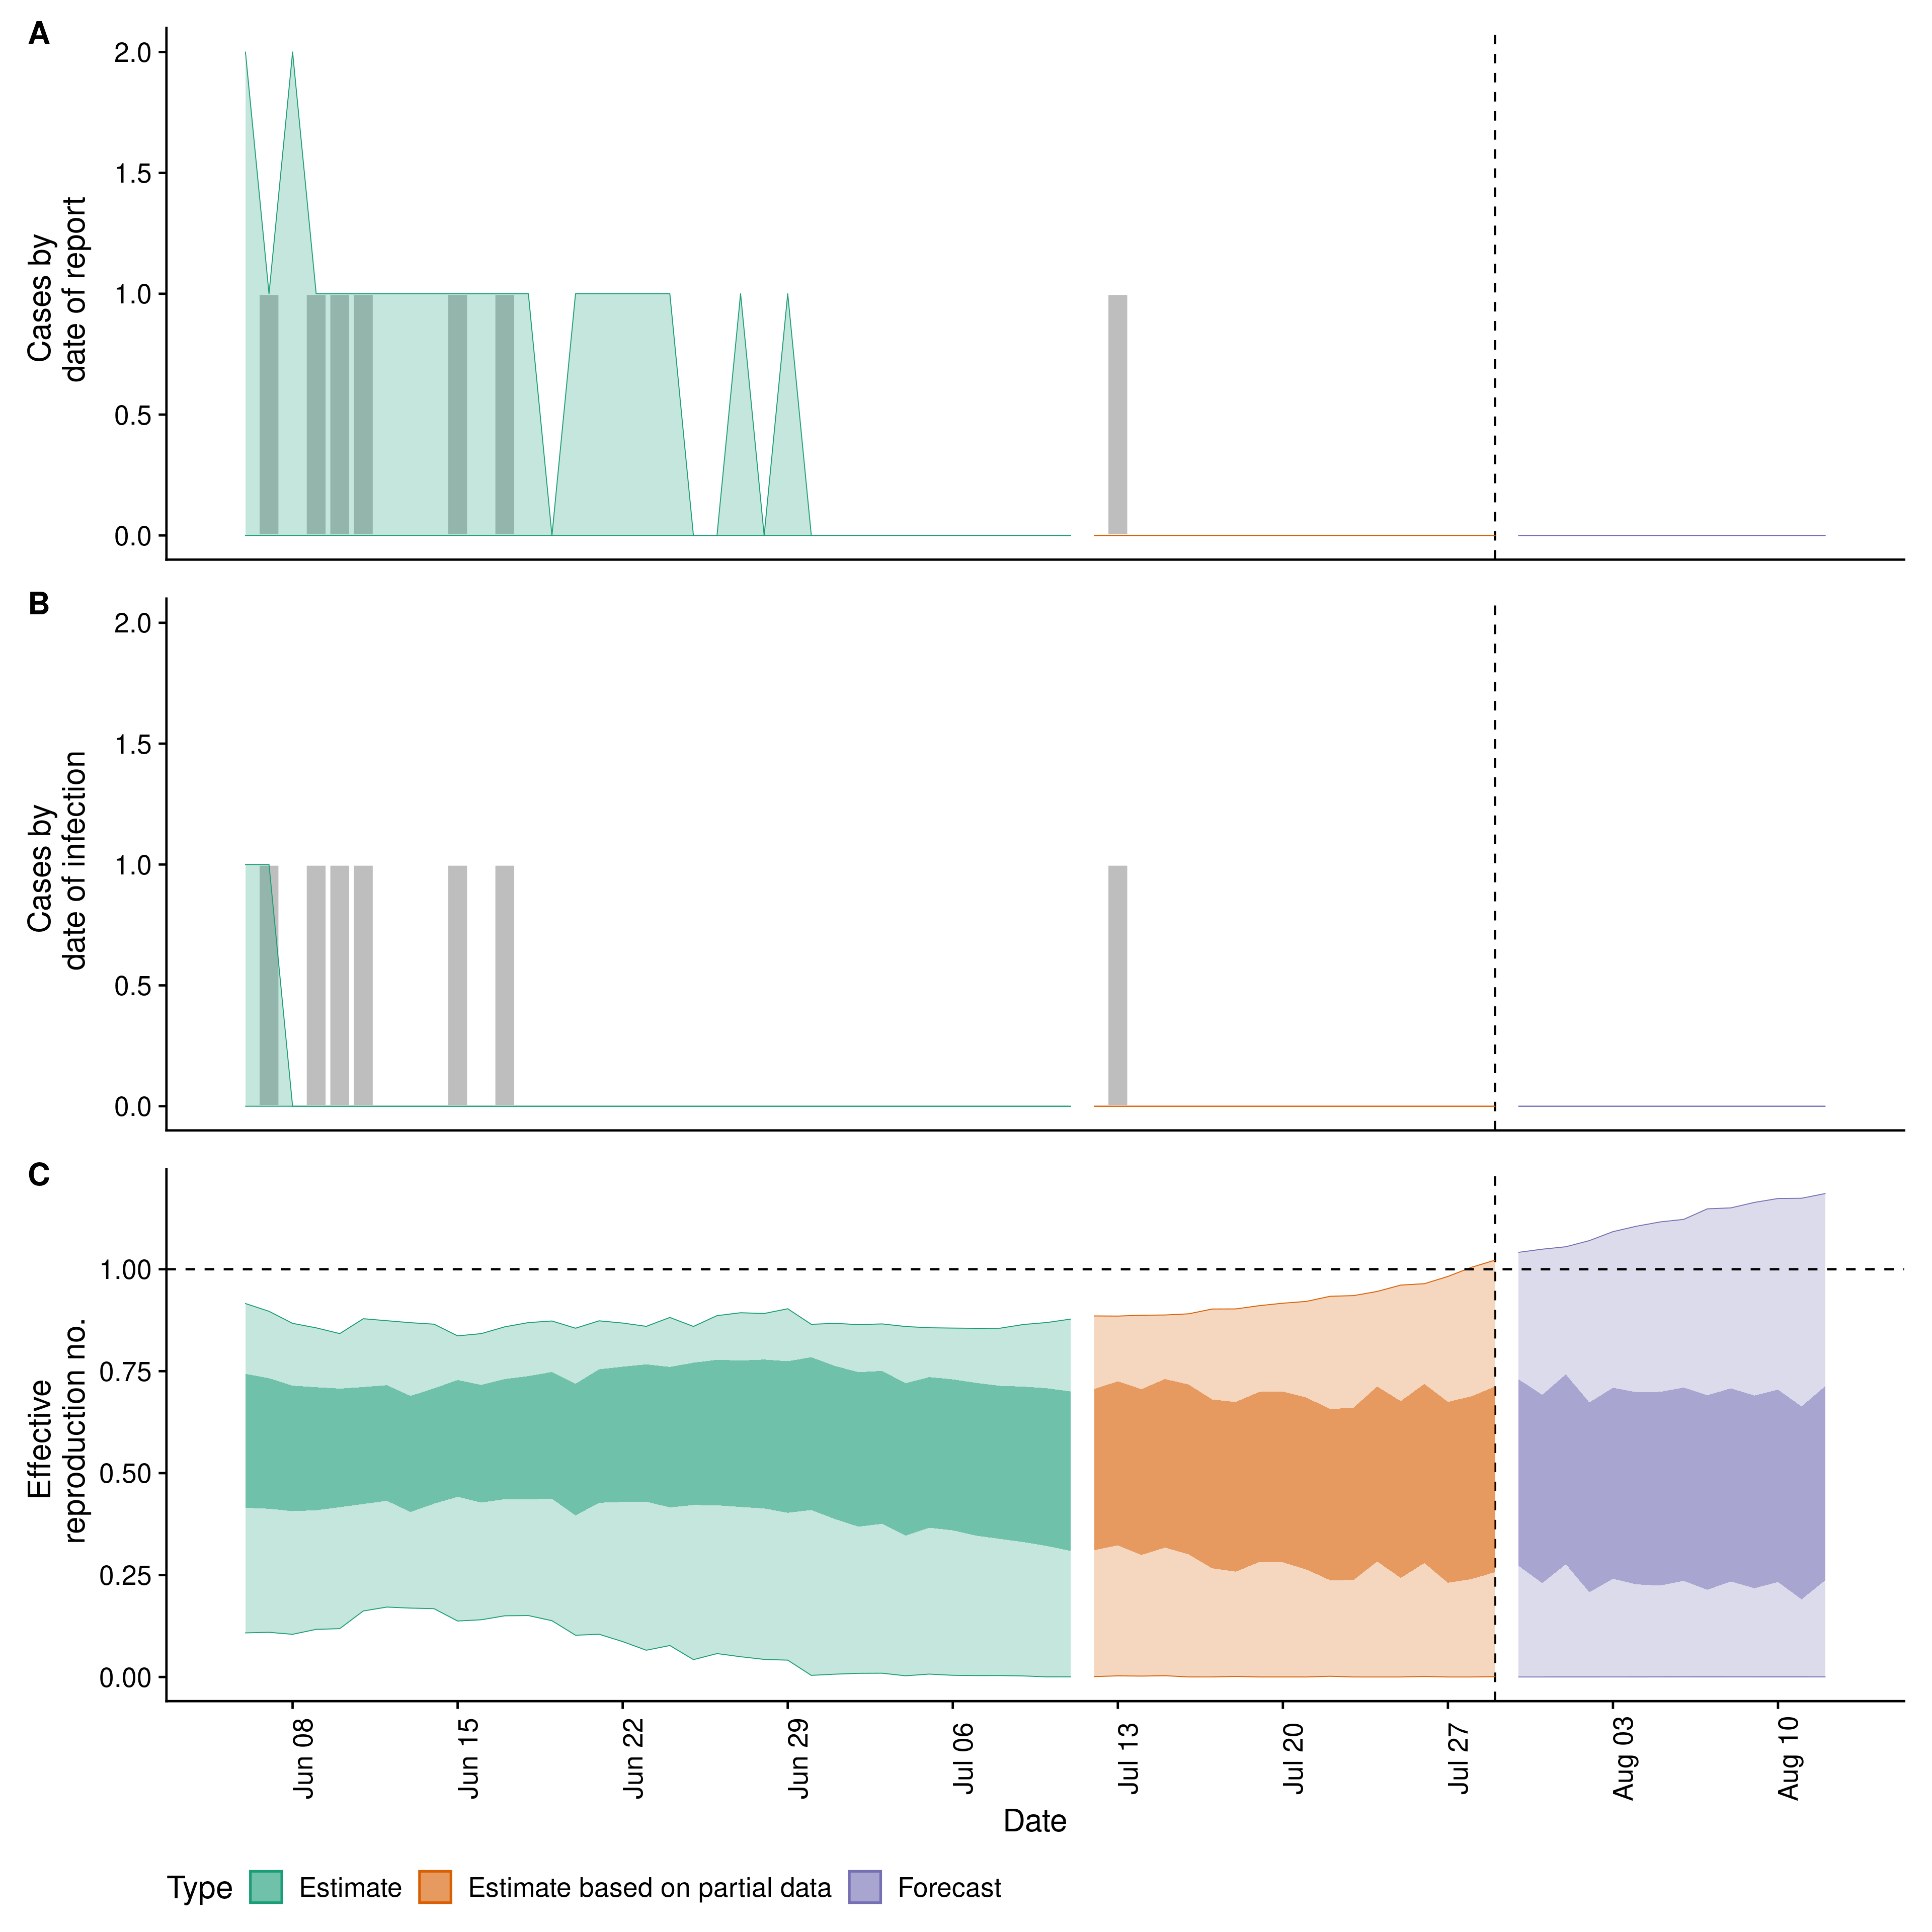 A
2.0
1.5
1.0
0.5
0.0
Cases by
date of report
B
2.0
1.5
1.0
0.5
0.0
Cases by
date of infection
C
1.00
0.75
0.50
0.25
0.00
Effective
reproduction no.
Jun 08
Jun 15
Jun 22
Jun 29
Jul 06
Jul 13
Jul 20
Jul 27
Aug 03
Aug 10
Date
Type Estimate Estimate based on partial data Forecast